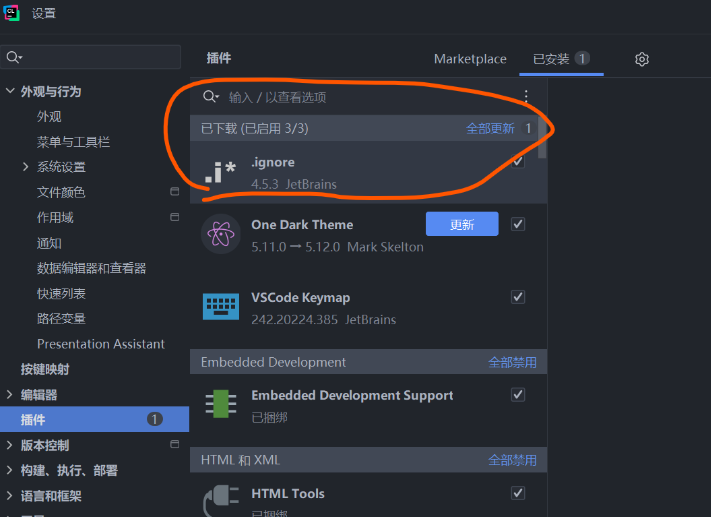 CL
设置
外观与行为
外观
菜单与工具栏
系统设置
文件颜色
作用域
通知
数据编辑器和查看器
快速列表
路径变量
Presentation Assistant
按键映射
编辑器
插件 1
版本控制
构建、执行、部署
语言和框架
插件 Marketplace 已安装 1
输入 / 以查看选项
已下载 (已启用 3/3) 全部更新 1
.i* .ignore
4.5.3 JetBrains
One Dark Theme 更新
5.11.0 → 5.12.0 Mark Skelton
VSCode Keymap
242.20224.385 JetBrains
Embedded Development 全部禁用
Embedded Development Support
已捆绑
HTML 和 XML 全部禁用
HTML Tools
已捆绑